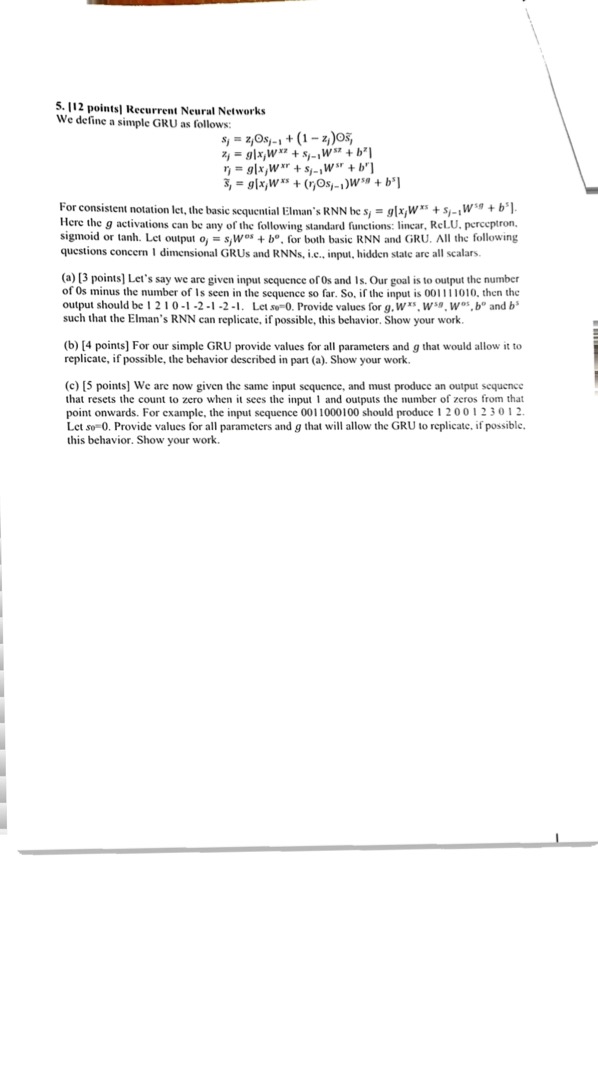 5. [12 points] Recurrent Neural Networks
We define a simple GRU as follows:
s_j = z_j⊙s_{j−1} + (1 − z_j)⊙s̃_j
z_j = g[x_jW^{xz} + s_{j−1}W^{sz} + b^z]
r_j = g[x_jW^{xr} + s_{j−1}W^{sr} + b^r]
s̃_j = g[x_jW^{xs} + (r_j⊙s_{j−1})W^{sg} + b^s]
For consistent notation let, the basic sequential Elman's RNN be s_j = g[x_jW^{xs} + s_{j−1}W^{sg} + b^s].
Here the g activations can be any of the following standard functions: linear, ReLU, perceptron,
sigmoid or tanh. Let output o_j = s_jW^{os} + b^o, for both basic RNN and GRU. All the following
questions concern 1 dimensional GRUs and RNNs, i.e., input, hidden state are all scalars.
(a) [3 points] Let's say we are given input sequence of 0s and 1s. Our goal is to output the number
of 0s minus the number of 1s seen in the sequence so far. So, if the input is 001111010, then the
output should be 1 2 1 0 -1 -2 -1 -2 -1. Let s₀=0. Provide values for g, W^{xs}, W^{sg}, W^{os}, b^o and b^s
such that the Elman's RNN can replicate, if possible, this behavior. Show your work.
(b) [4 points] For our simple GRU provide values for all parameters and g that would allow it to
replicate, if possible, the behavior described in part (a). Show your work.
(c) [5 points] We are now given the same input sequence, and must produce an output sequence
that resets the count to zero when it sees the input 1 and outputs the number of zeros from that
point onwards. For example, the input sequence 0011000100 should produce 1 2 0 0 1 2 3 0 1 2.
Let s₀=0. Provide values for all parameters and g that will allow the GRU to replicate, if possible,
this behavior. Show your work.